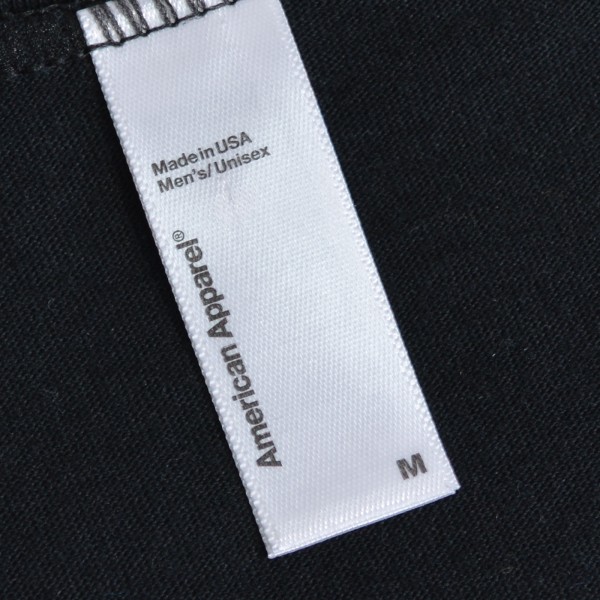 Made in USA
Men's/Unisex
American Apparel®
M